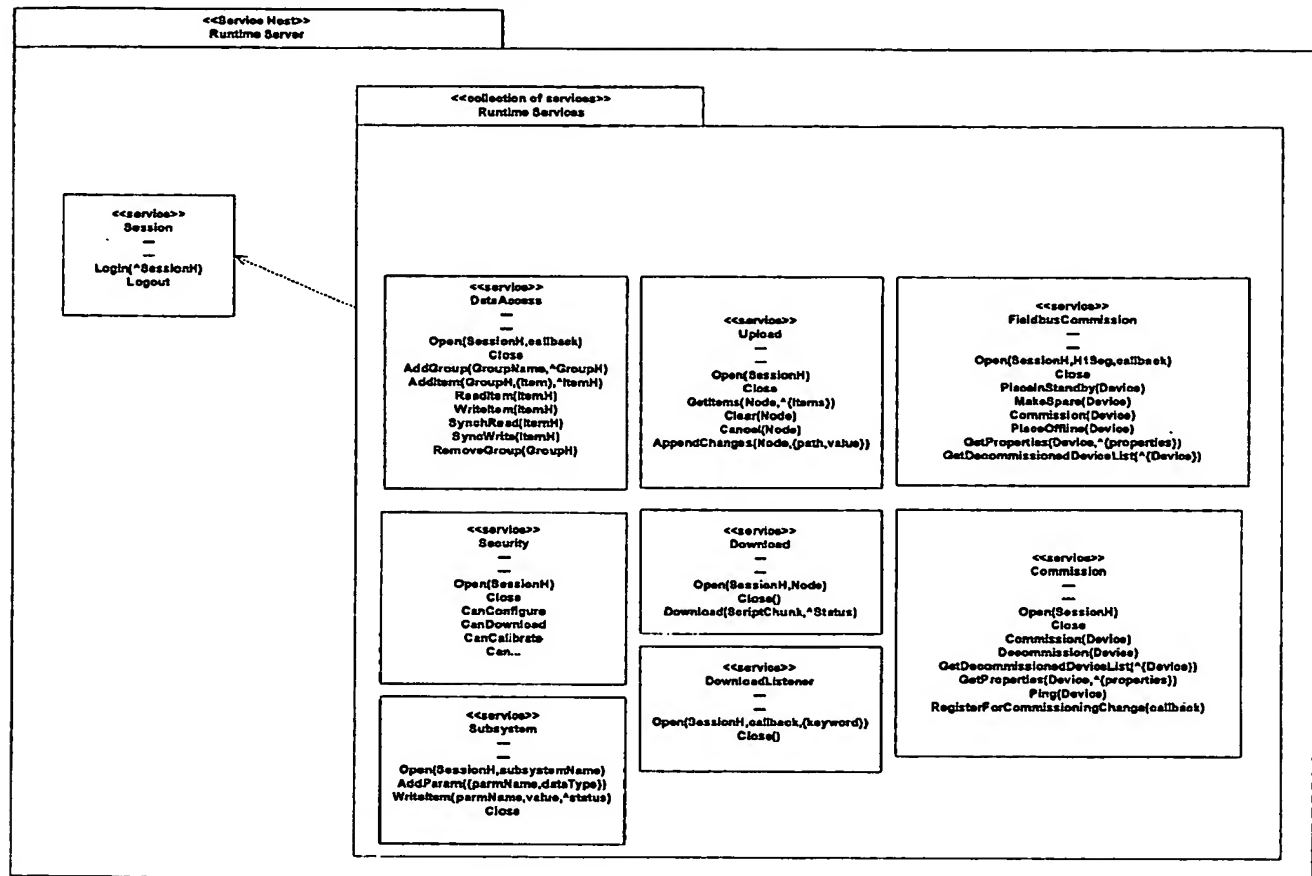 <<Service Host>>
Runtime Server
<<collection of services>>
Runtime Services
<<service>>
Session
—
—
Login(^SessionH)
Logout
<<service>>
DataAccess
—
—
Open(SessionH,callback)
Close
AddGroup(GroupName,^GroupH)
AddItem(GroupH,{Item},^ItemH)
ReadItem(ItemH)
WriteItem(ItemH)
SynchRead(ItemH)
SyncWrite(ItemH)
RemoveGroup(GroupH)
<<service>>
Upload
—
—
Open(SessionH)
Close
GetItems(Node,^{Items})
Clear(Node)
Cancel(Node)
AppendChanges(Node,{path,value})
<<service>>
FieldbusCommission
—
—
Open(SessionH,H1Seg,callback)
Close
PlaceInStandby(Device)
MakeSpare(Device)
Commission(Device)
PlaceOffline(Device)
GetProperties(Device,^{properties})
GetDecommissionedDeviceList(^{Device})
<<service>>
Security
—
—
Open(SessionH)
Close
CanConfigure
CanDownload
CanCalibrate
Can...
<<service>>
Download
—
—
Open(SessionH,Node)
Close()
Download(ScriptChunk,^Status)
<<service>>
Commission
—
—
Open(SessionH)
Close
Commission(Device)
Decommission(Device)
GetDecommissionedDeviceList(^{Device})
GetProperties(Device,^{properties})
Ping(Device)
RegisterForCommissioningChange(callback)
<<service>>
DownloadListener
—
—
Open(SessionH,callback,{keyword})
Close()
<<service>>
Subsystem
—
—
Open(SessionH,subsystemName)
AddParam({parmName,dataType})
WriteItem(parmName,value,^status)
Close